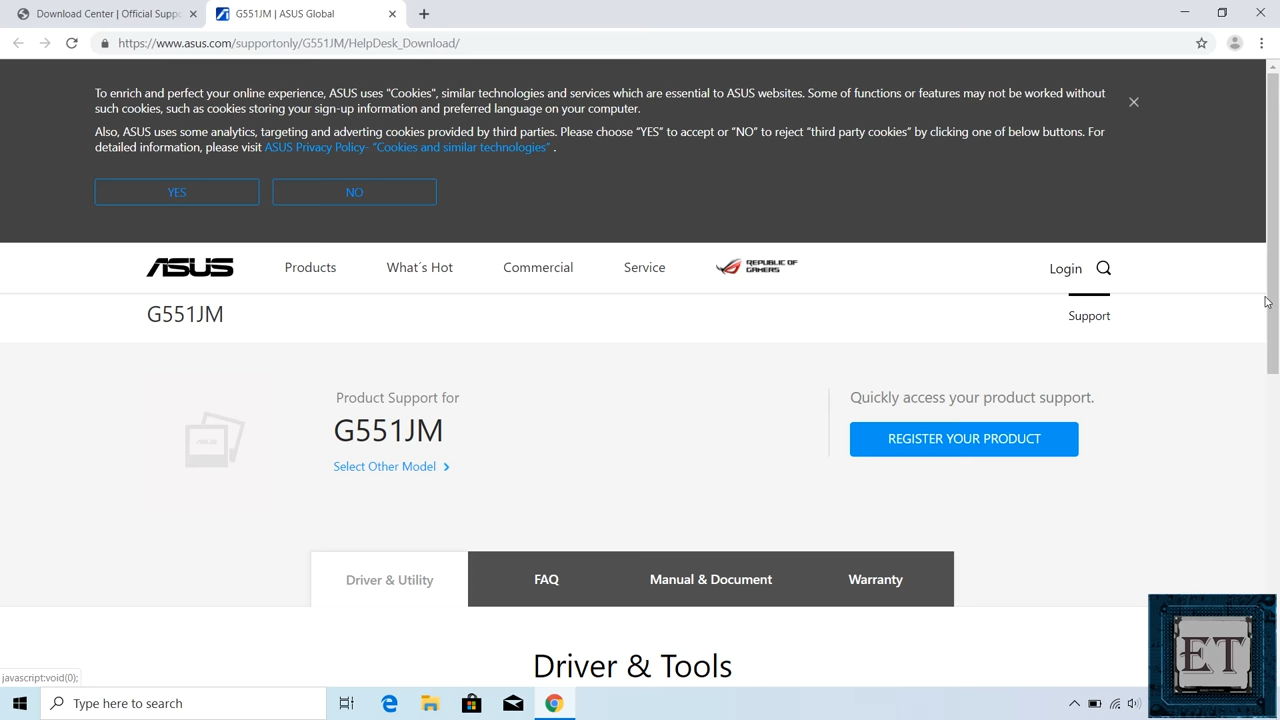 Download Center | Official Suppo
G551JM | ASUS Global
https://www.asus.com/supportonly/G551JM/HelpDesk_Download/
To enrich and perfect your online experience, ASUS uses "Cookies", similar technologies and services which are essential to ASUS websites. Some of functions or features may not be worked without
such cookies, such as cookies storing your sign-up information and preferred language on your computer.
Also, ASUS uses some analytics, targeting and adverting cookies provided by third parties. Please choose “YES” to accept or “NO” to reject “third party cookies” by clicking one of below buttons. For
detailed information, please visit ASUS Privacy Policy- “Cookies and similar technologies” .
YES
NO
ASUS
Products
What´s Hot
Commercial
Service
REPUBLIC OF
GAMERS
Login
G551JM
Support
Product Support for
G551JM
Select Other Model
Quickly access your product support.
REGISTER YOUR PRODUCT
Driver & Utility
FAQ
Manual & Document
Warranty
Driver & Tools
javascript:void(0);
Type here to search
ET